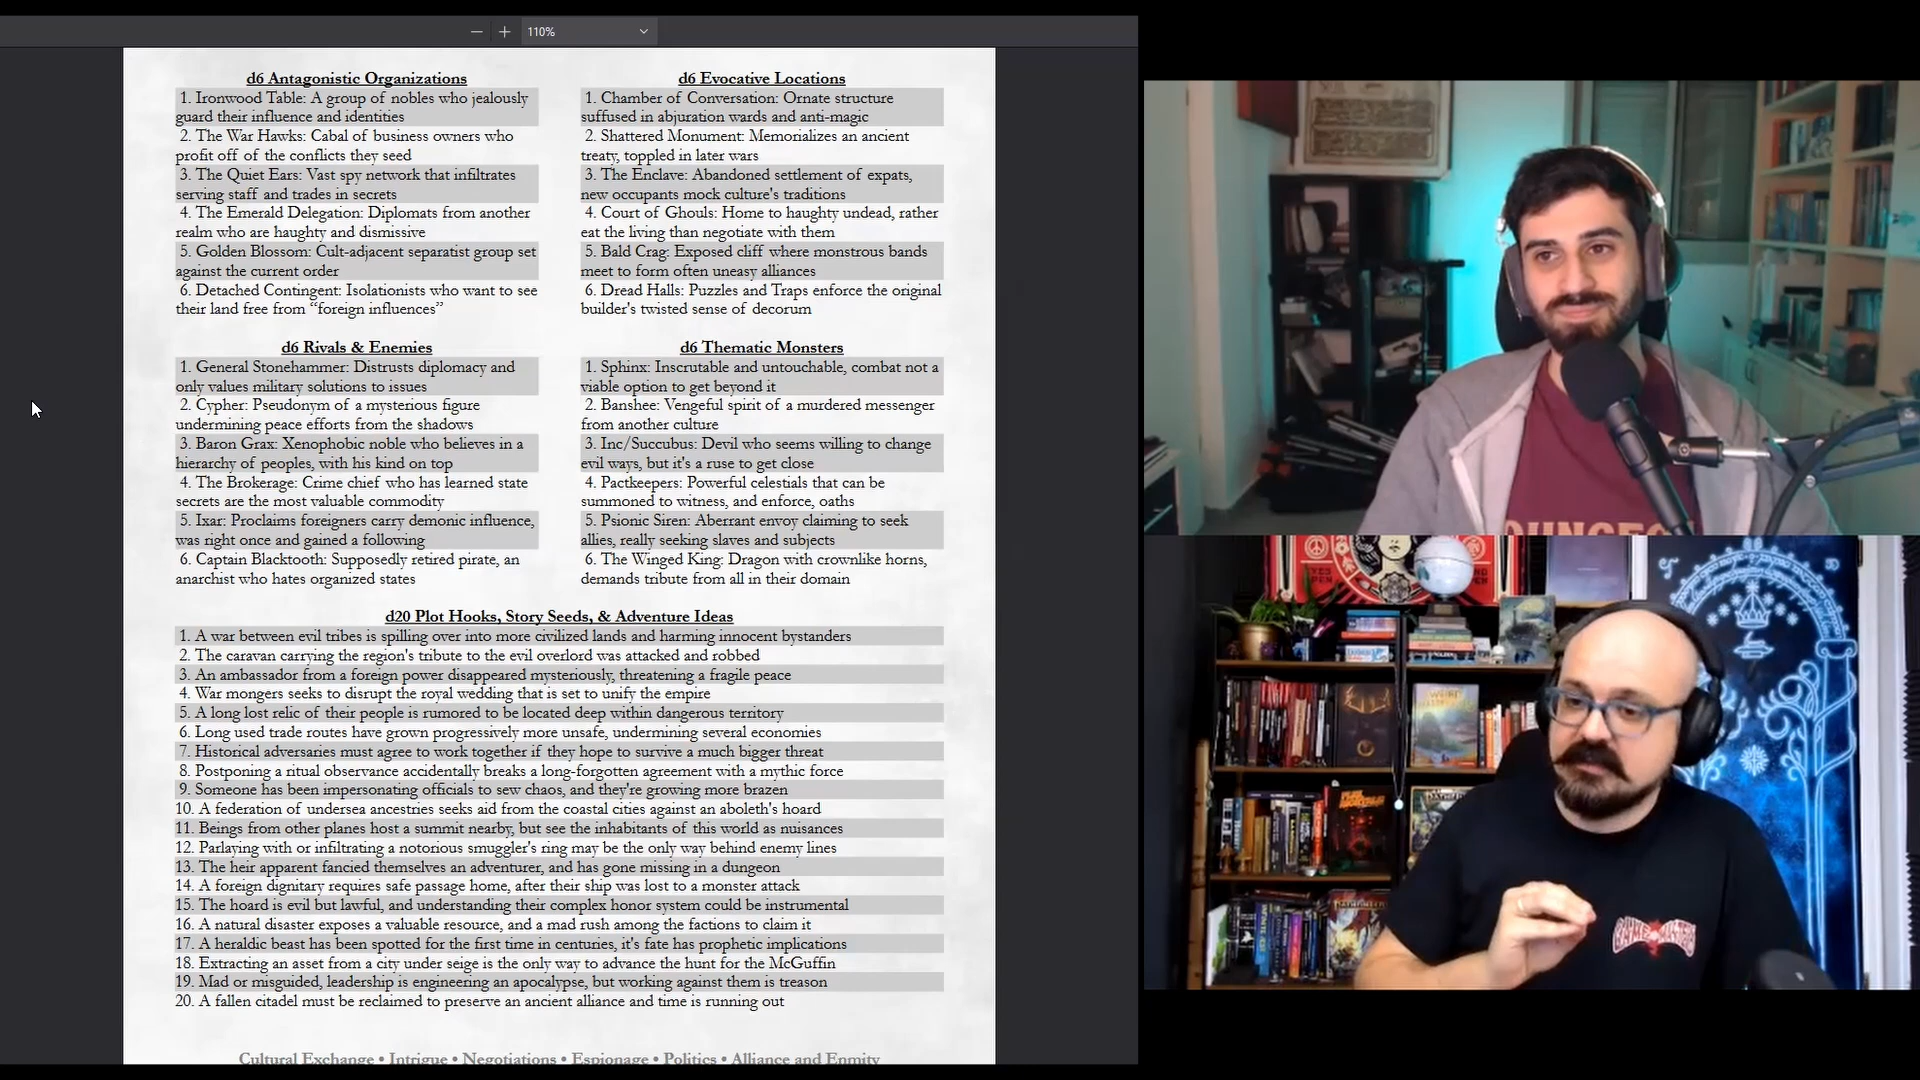 110%
d6 Antagonistic Organizations
1. Ironwood Table: A group of nobles who jealously
guard their influence and identities
2. The War Hawks: Cabal of business owners who
profit off of the conflicts they seed
3. The Quiet Ears: Vast spy network that infiltrates
serving staff and trades in secrets
4. The Emerald Delegation: Diplomats from another
realm who are haughty and dismissive
5. Golden Blossom: Cult-adjacent separatist group set
against the current order
6. Detached Contingent: Isolationists who want to see
their land free from “foreign influences”
d6 Evocative Locations
1. Chamber of Conversation: Ornate structure
suffused in abjuration wards and anti-magic
2. Shattered Monument: Memorializes an ancient
treaty, toppled in later wars
3. The Enclave: Abandoned settlement of expats,
new occupants mock culture's traditions
4. Court of Ghouls: Home to haughty undead, rather
eat the living than negotiate with them
5. Bald Crag: Exposed cliff where monstrous bands
meet to form often uneasy alliances
6. Dread Halls: Puzzles and Traps enforce the original
builder's twisted sense of decorum
d6 Rivals & Enemies
1. General Stonehammer: Distrusts diplomacy and
only values military solutions to issues
2. Cypher: Pseudonym of a mysterious figure
undermining peace efforts from the shadows
3. Baron Grax: Xenophobic noble who believes in a
hierarchy of peoples, with his kind on top
4. The Brokerage: Crime chief who has learned state
secrets are the most valuable commodity
5. Ixar: Proclaims foreigners carry demonic influence,
was right once and gained a following
6. Captain Blacktooth: Supposedly retired pirate, an
anarchist who hates organized states
d6 Thematic Monsters
1. Sphinx: Inscrutable and untouchable, combat not a
viable option to get beyond it
2. Banshee: Vengeful spirit of a murdered messenger
from another culture
3. Inc/Succubus: Devil who seems willing to change
evil ways, but it's a ruse to get close
4. Pactkeepers: Powerful celestials that can be
summoned to witness, and enforce, oaths
5. Psionic Siren: Aberrant envoy claiming to seek
allies, really seeking slaves and subjects
6. The Winged King: Dragon with crownlike horns,
demands tribute from all in their domain
d20 Plot Hooks, Story Seeds, & Adventure Ideas
1. A war between evil tribes is spilling over into more civilized lands and harming innocent bystanders
2. The caravan carrying the region's tribute to the evil overlord was attacked and robbed
3. An ambassador from a foreign power disappeared mysteriously, threatening a fragile peace
4. War mongers seeks to disrupt the royal wedding that is set to unify the empire
5. A long lost relic of their people is rumored to be located deep within dangerous territory
6. Long used trade routes have grown progressively more unsafe, undermining several economies
7. Historical adversaries must agree to work together if they hope to survive a much bigger threat
8. Postponing a ritual observance accidentally breaks a long-forgotten agreement with a mythic force
9. Someone has been impersonating officials to sew chaos, and they're growing more brazen
10. A federation of undersea ancestries seeks aid from the coastal cities against an aboleth's hoard
11. Beings from other planes host a summit nearby, but see the inhabitants of this world as nuisances
12. Parlaying with or infiltrating a notorious smuggler's ring may be the only way behind enemy lines
13. The heir apparent fancied themselves an adventurer, and has gone missing in a dungeon
14. A foreign dignitary requires safe passage home, after their ship was lost to a monster attack
15. The hoard is evil but lawful, and understanding their complex honor system could be instrumental
16. A natural disaster exposes a valuable resource, and a mad rush among the factions to claim it
17. A heraldic beast has been spotted for the first time in centuries, it's fate has prophetic implications
18. Extracting an asset from a city under seige is the only way to advance the hunt for the McGuffin
19. Mad or misguided, leadership is engineering an apocalypse, but working against them is treason
20. A fallen citadel must be reclaimed to preserve an ancient alliance and time is running out
Cultural Exchange • Intrigue • Negotiations • Espionage • Politics • Alliance and Enmity